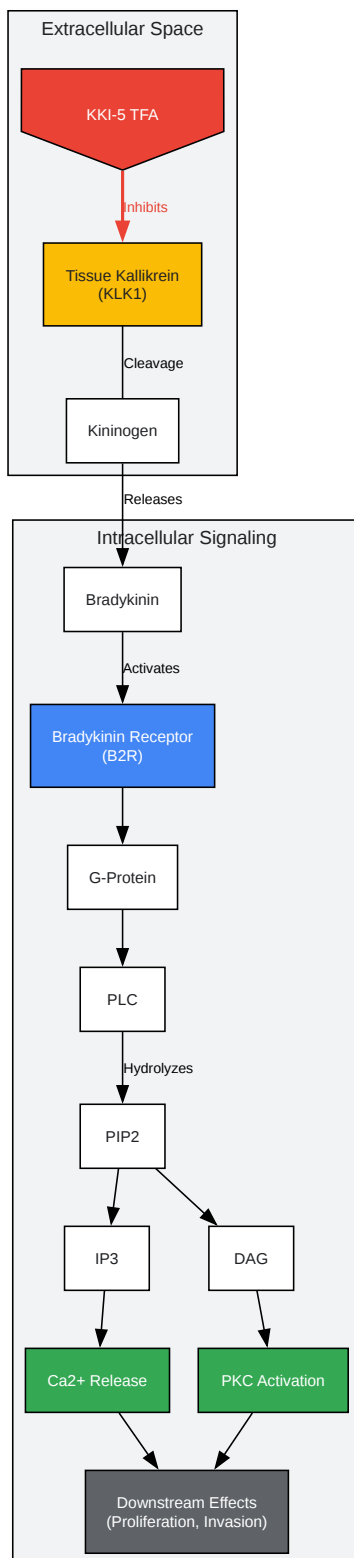 Extracellular Space
KKI-5 TFA
Inhibits
Tissue Kallikrein
(KLK1)
Cleavage
Kininogen
Releases
Intracellular Signaling
Bradykinin
Activates
Bradykinin Receptor
(B2R)
G-Protein
PLC
Hydrolyzes
PIP2
IP3
DAG
Ca2+ Release
PKC Activation
Downstream Effects
(Proliferation, Invasion)